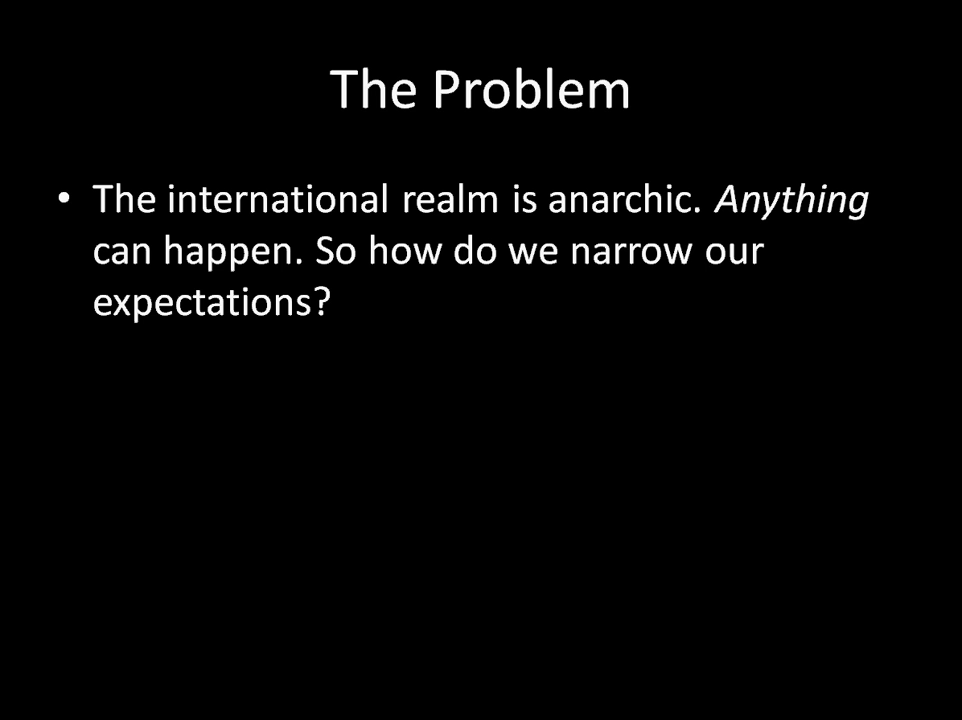 The Problem
• The international realm is anarchic. Anything
can happen. So how do we narrow our
expectations?